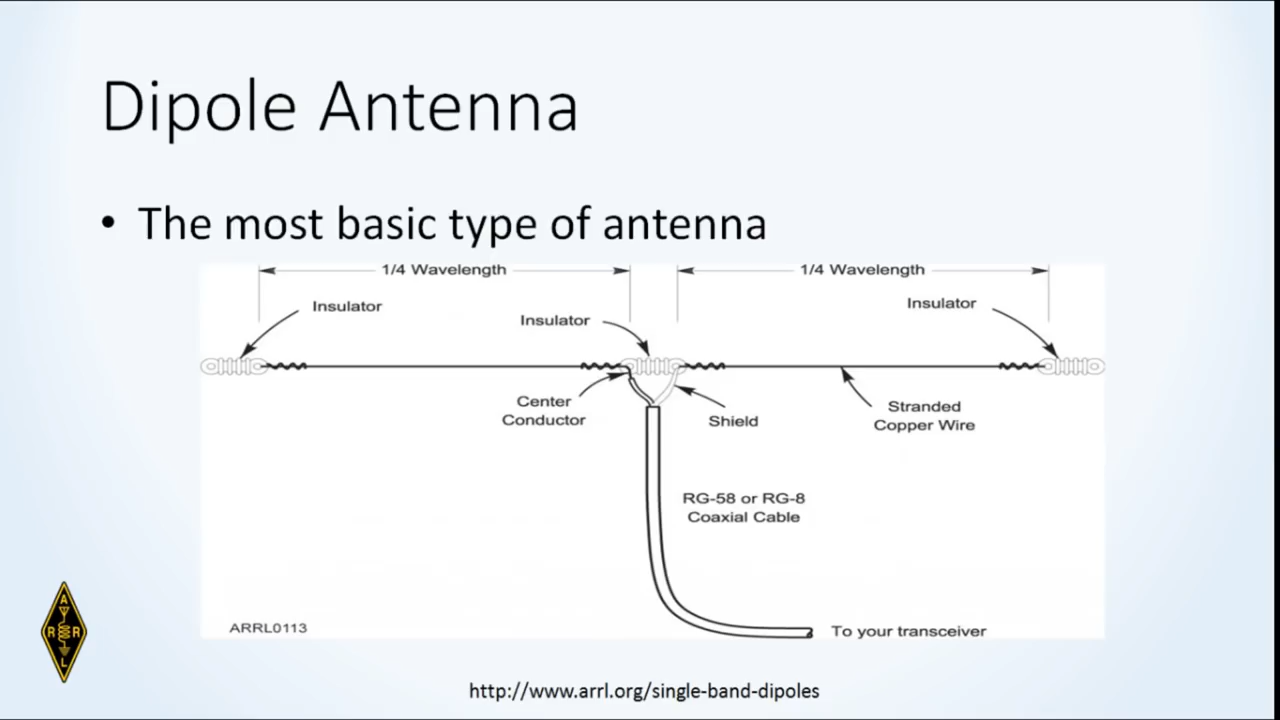 Dipole Antenna
• The most basic type of antenna
1/4 Wavelength
1/4 Wavelength
Insulator
Insulator
Insulator
Center
Conductor
Shield
Stranded
Copper Wire
RG-58 or RG-8
Coaxial Cable
ARRL0113
To your transceiver
A
R R
L
http://www.arrl.org/single-band-dipoles